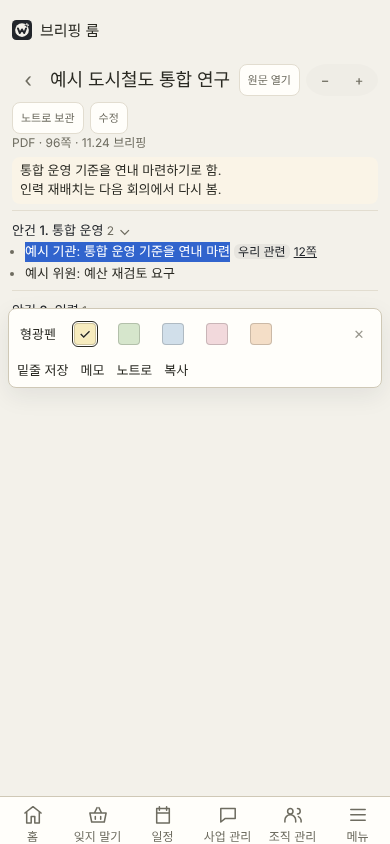 브리핑 룸
예시 도시철도 통합 연구
원문 열기
− +
노트로 보관 수정
PDF · 96쪽 · 11.24 브리핑
통합 운영 기준을 연내 마련하기로 함.
인력 재배치는 다음 회의에서 다시 봄.
안건 1. 통합 운영 2
• 예시 기관: 통합 운영 기준을 연내 마련 우리 관련 12쪽
• 예시 위원: 예산 재검토 요구
형광펜 ×
밑줄 저장 메모 노트로 복사
홈 잊지 말기 일정 사업 관리 조직 관리 메뉴